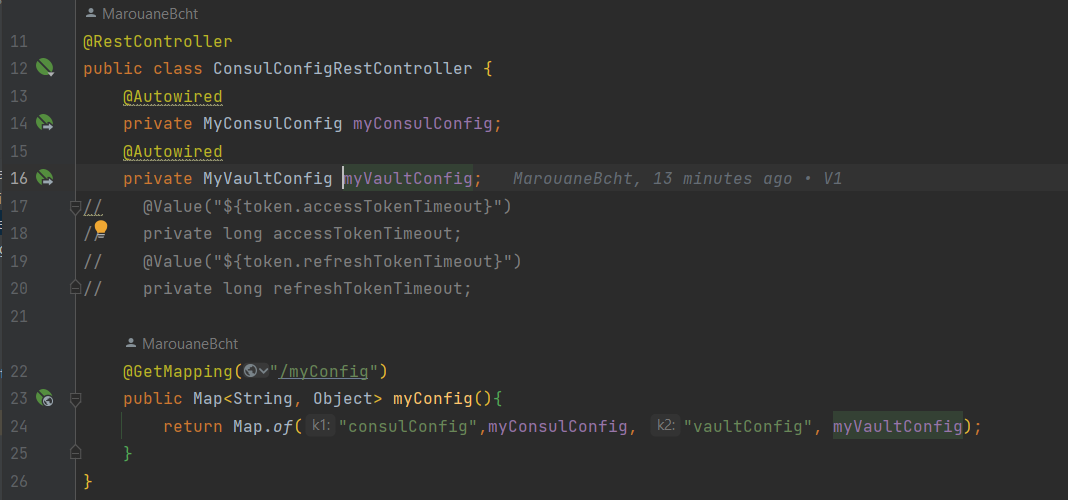 MarouaneBcht
11 @RestController
12 public class ConsulConfigRestController {
13 @Autowired
14 private MyConsulConfig myConsulConfig;
15 @Autowired
16 private MyVaultConfig myVaultConfig; MarouaneBcht, 13 minutes ago • V1
17 // @Value("${token.accessTokenTimeout}")
18 // private long accessTokenTimeout;
19 // @Value("${token.refreshTokenTimeout}")
20 // private long refreshTokenTimeout;
21
MarouaneBcht
22 @GetMapping("/myConfig")
23 public Map<String, Object> myConfig(){
24 return Map.of( k1: "consulConfig",myConsulConfig, k2: "vaultConfig", myVaultConfig);
25 }
26 }